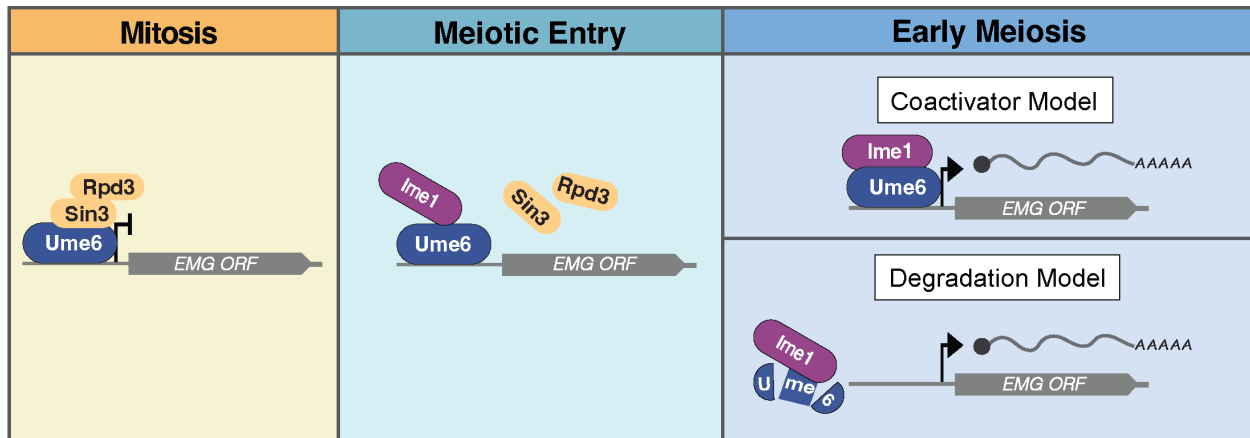 Mitosis
Meiotic Entry
Early Meiosis
Rpd3
Sin3
Ume6
EMG ORF
Ime1
Sin3
Rpd3
Ume6
EMG ORF
Coactivator Model
Ime1
Ume6
AAAAA
EMG ORF
Degradation Model
Ime1
U me 6
AAAAA
EMG ORF